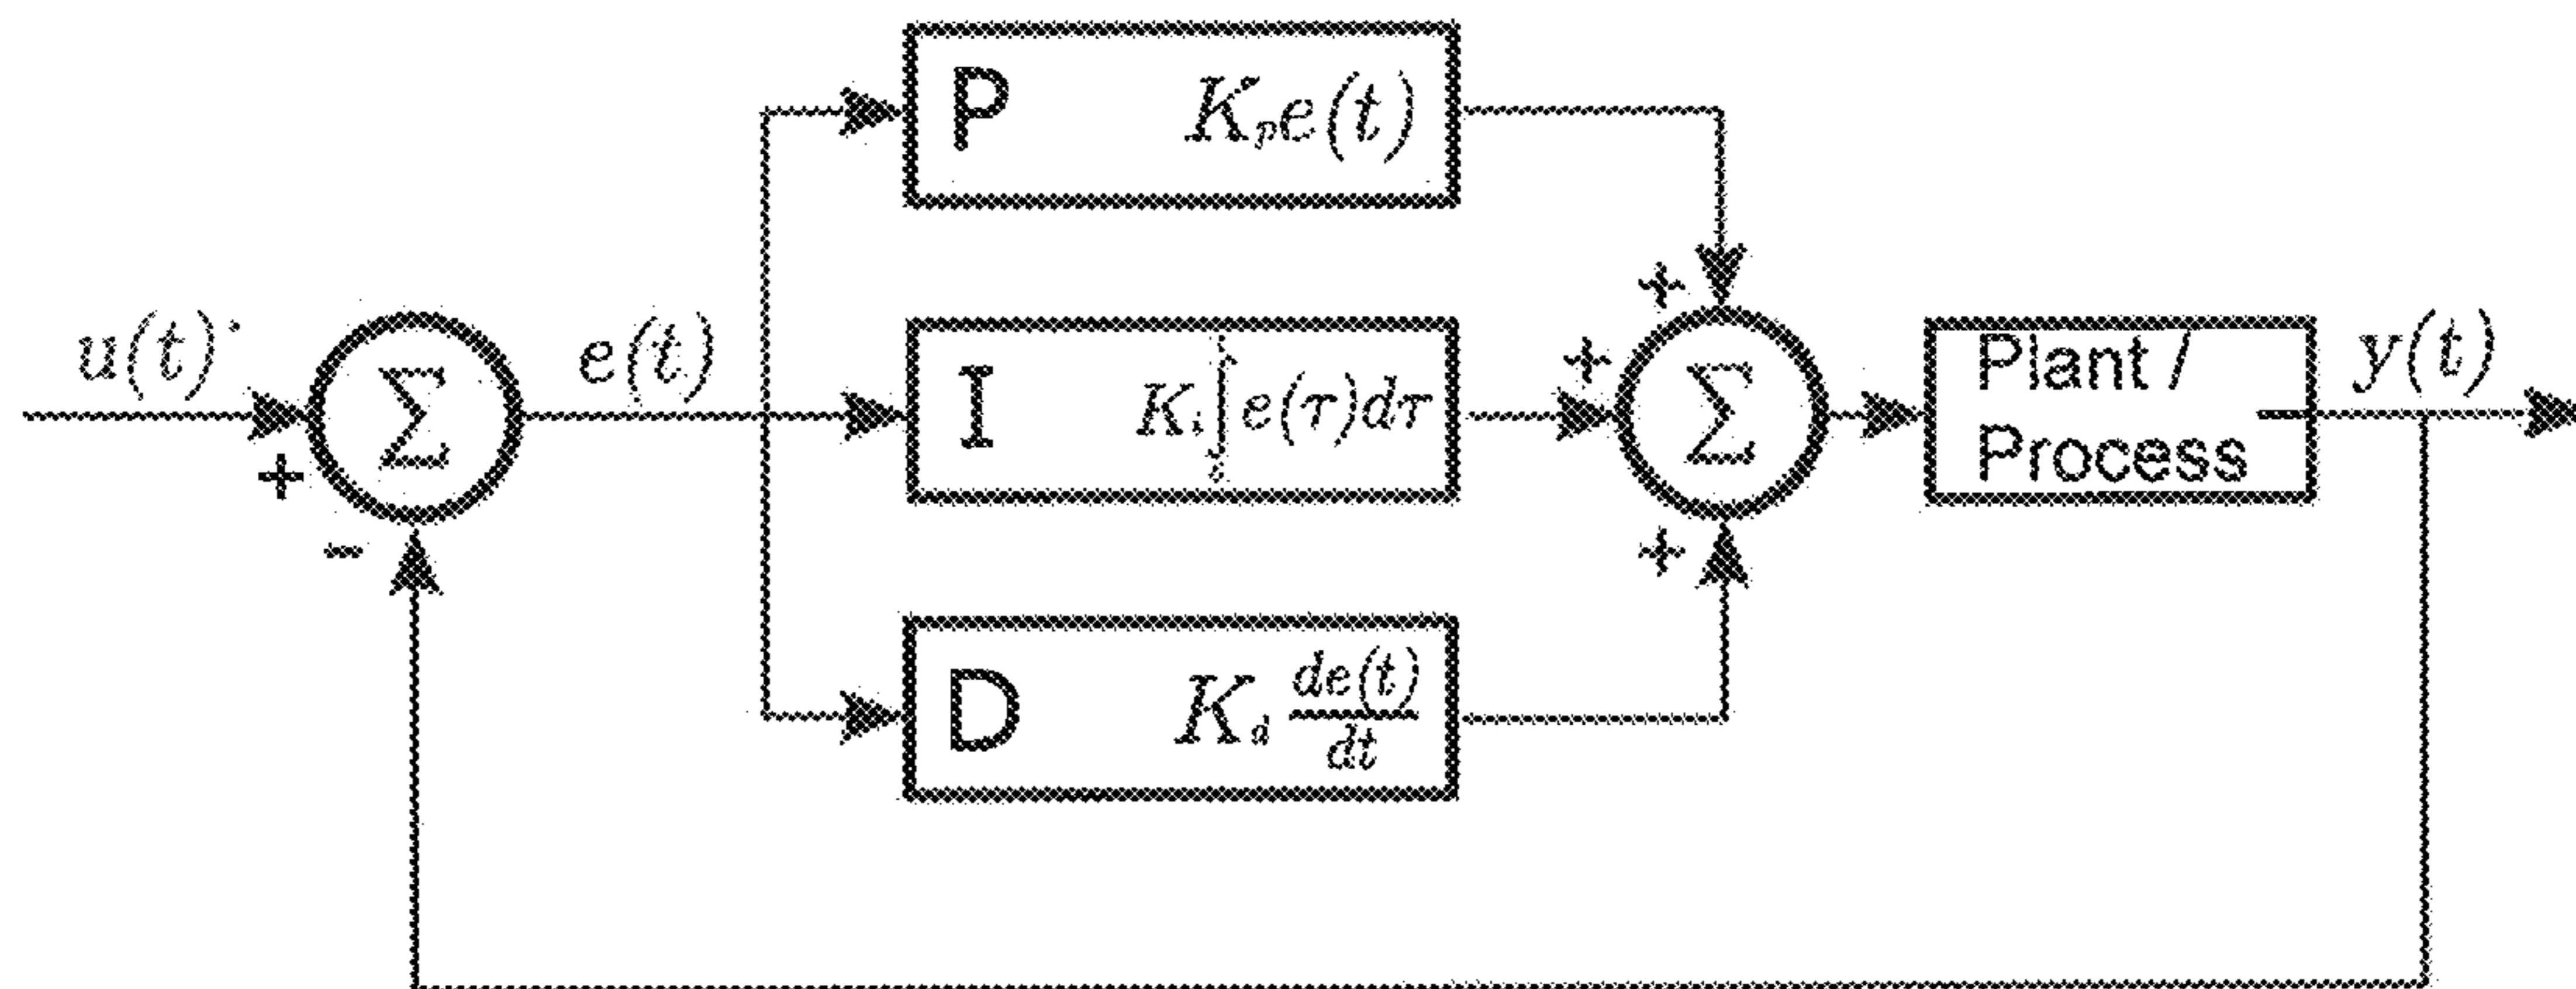 P K_p e(t)
u(t)
Σ
+
-
e(t)
I K_i ∫ e(τ)dτ
D K_d de(t)/dt
+
+
+
Σ
Plant /
Process
y(t)